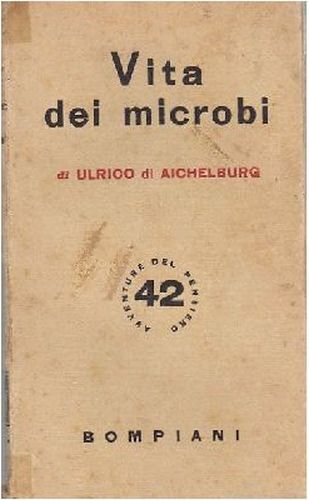 Vita
dei microbi
di ULRICO di AICHELBURG
AVVENTURE DEL PENSIERO
42
BOMPIANI